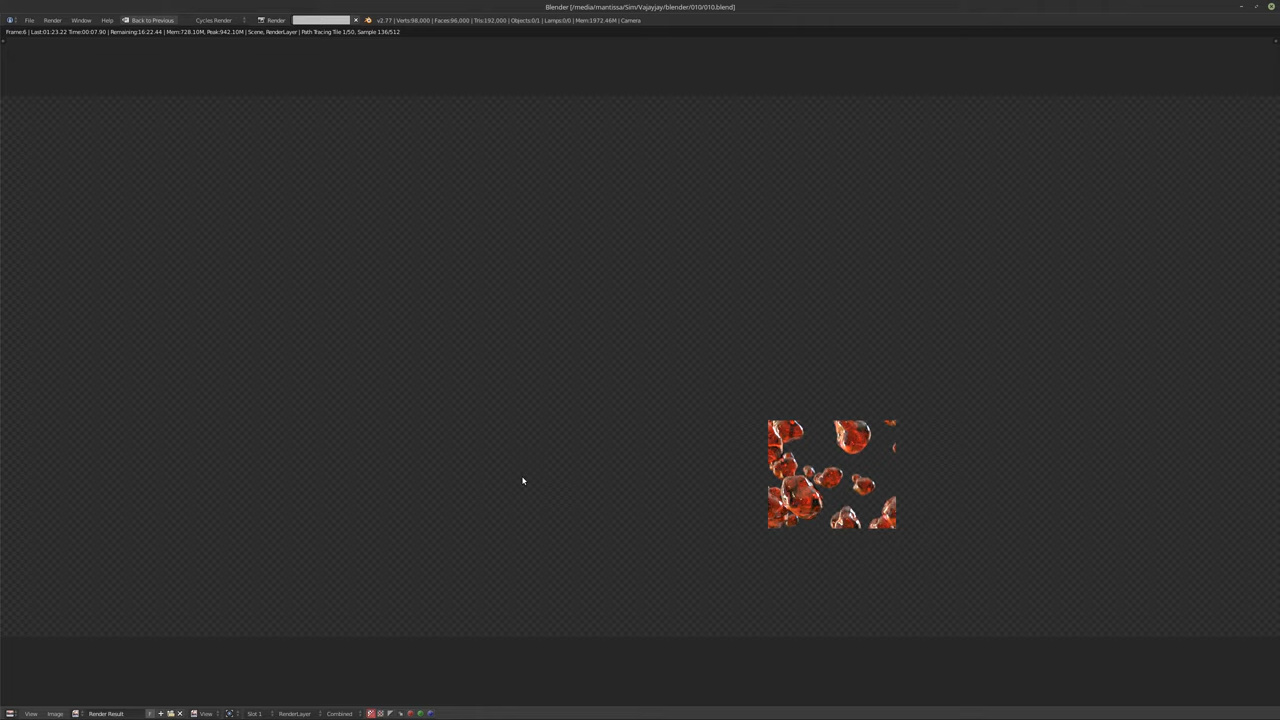 Blender [/media/mantissa/Sim/Vajayjay/blender/010/010.blend]
File Render Window Help Back to Previous Cycles Render Render v2.77 | Verts:98,000 | Faces:96,000 | Tris:192,000 | Objects:0/1 | Lamps:0/0 | Mem:1972.46M | Camera
Frame:6 | Last:01:23.22 Time:00:07.90 | Remaining:16:22.44 | Mem:728.10M, Peak:942.10M | Scene, RenderLayer | Path Tracing Tile 1/50, Sample 136/512
View Image Render Result F View Slot 1 RenderLayer Combined